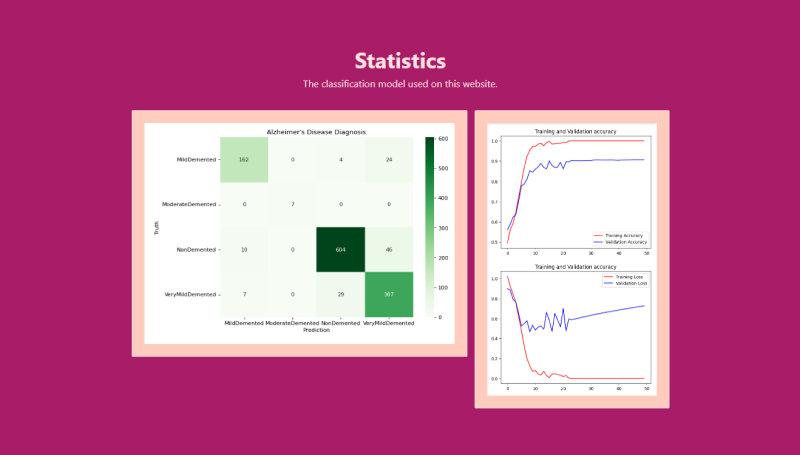 Statistics
The classification model used on this website.
Alzheimer's Disease Diagnosis
MildDemented 162 0 4 24
ModerateDemented 0 7 0 0
NonDemented 10 0 604 46
VeryMildDemented 7 0 29 387
MildDemented ModerateDemented NonDemented VeryMildDemented
Prediction
Truth
600
500
400
300
200
100
0
Training and Validation accuracy
1.0
0.9
0.8
0.7
0.6
0.5
Training Accuracy
Validation Accuracy
0 10 20 30 40 50
Training and Validation accuracy
1.0
0.8
0.6
0.4
0.2
0.0
Training Loss
Validation Loss
0 10 20 30 40 50